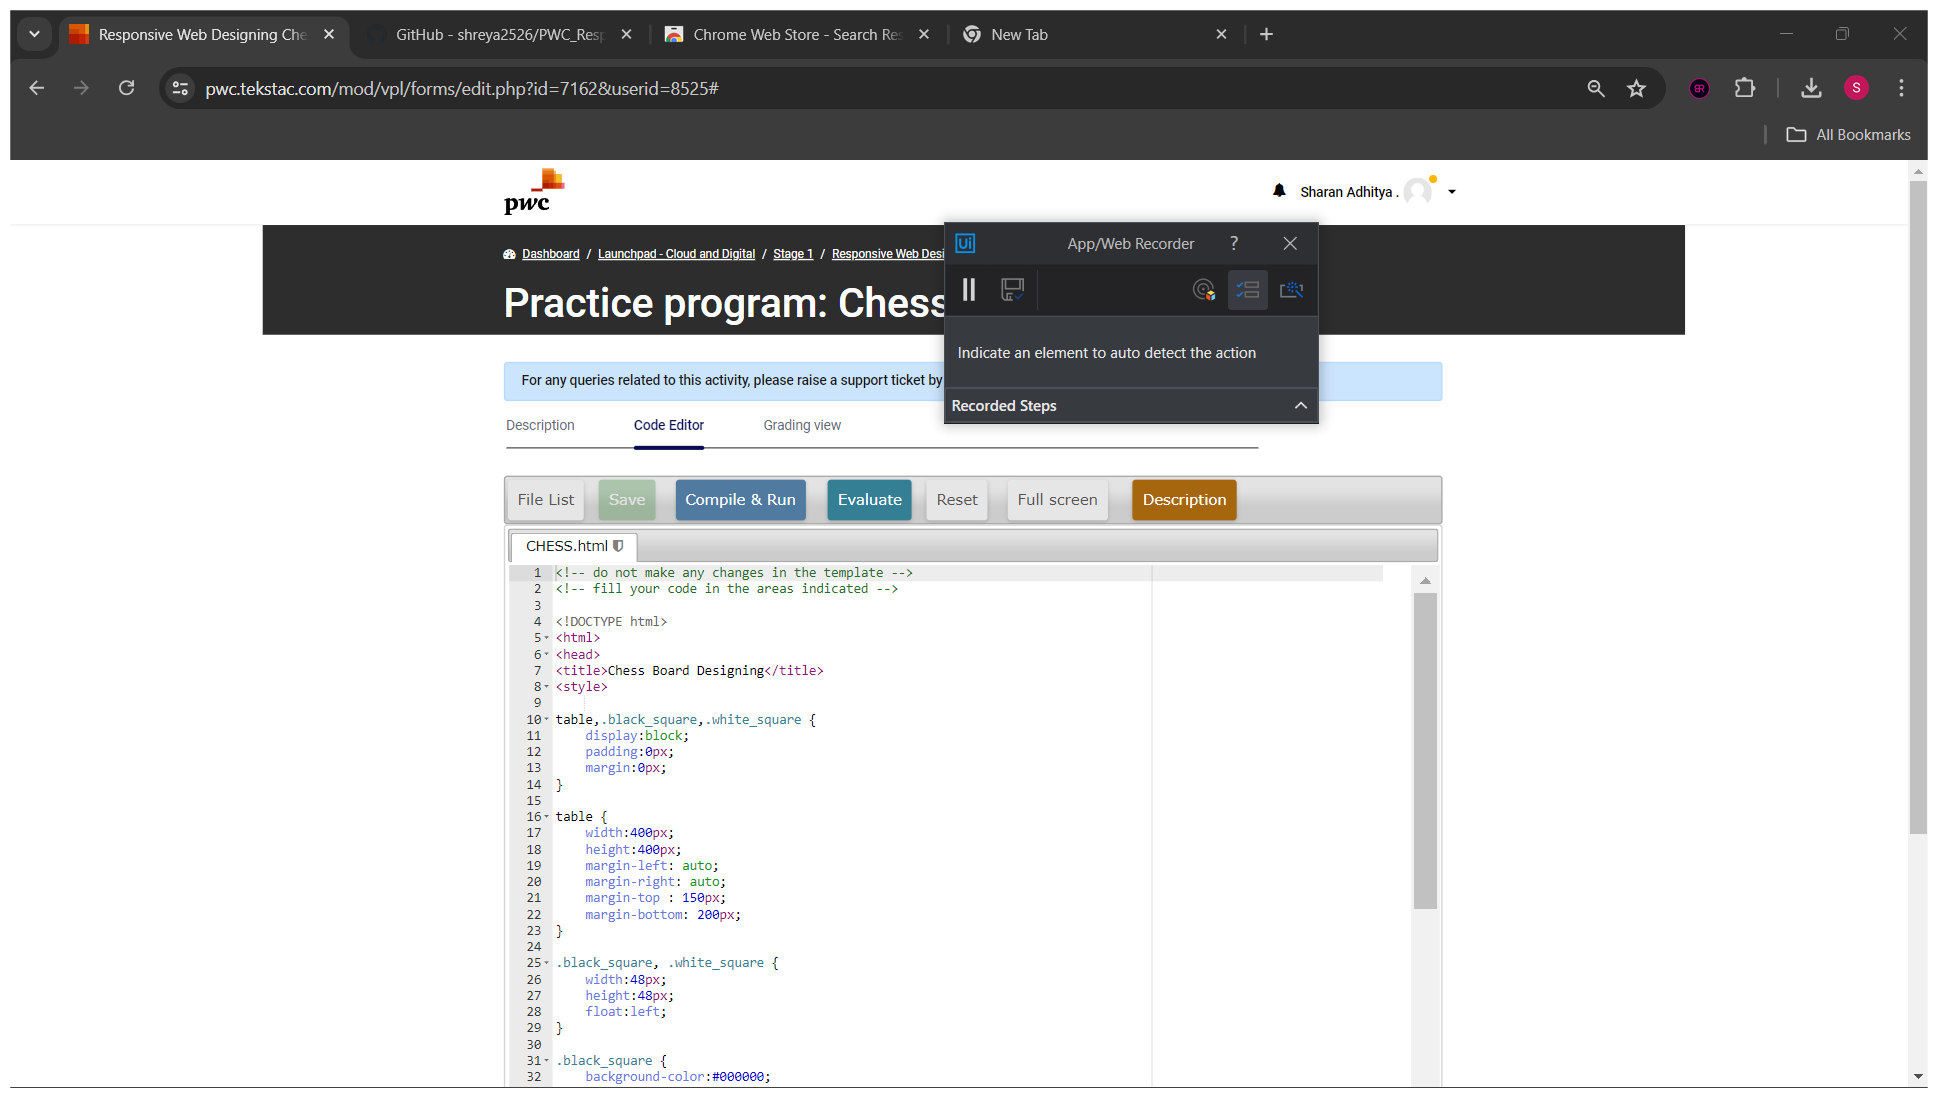 Responsive Web Designing Che
GitHub - shreya2526/PWC_Resp
Chrome Web Store - Search Res
New Tab
pwc.tekstac.com/mod/vpl/forms/edit.php?id=7162&userid=8525#
S
All Bookmarks
pwc
Sharan Adhitya .
Dashboard / Launchpad - Cloud and Digital / Stage 1 / Responsive Web Desi
Practice program: Chess
Ui App/Web Recorder ?
Indicate an element to auto detect the action
Recorded Steps
For any queries related to this activity, please raise a support ticket by
Description Code Editor Grading view
File List Save Compile & Run Evaluate Reset Full screen Description
CHESS.html
1 <!-- do not make any changes in the template -->
2 <!-- fill your code in the areas indicated -->
3
4 <!DOCTYPE html>
5 <html>
6 <head>
7 <title>Chess Board Designing</title>
8 <style>
9
10 table,.black_square,.white_square {
11 display:block;
12 padding:0px;
13 margin:0px;
14 }
15
16 table {
17 width:400px;
18 height:400px;
19 margin-left: auto;
20 margin-right: auto;
21 margin-top : 150px;
22 margin-bottom: 200px;
23 }
24
25 .black_square, .white_square {
26 width:48px;
27 height:48px;
28 float:left;
29 }
30
31 .black_square {
32 background-color:#000000;